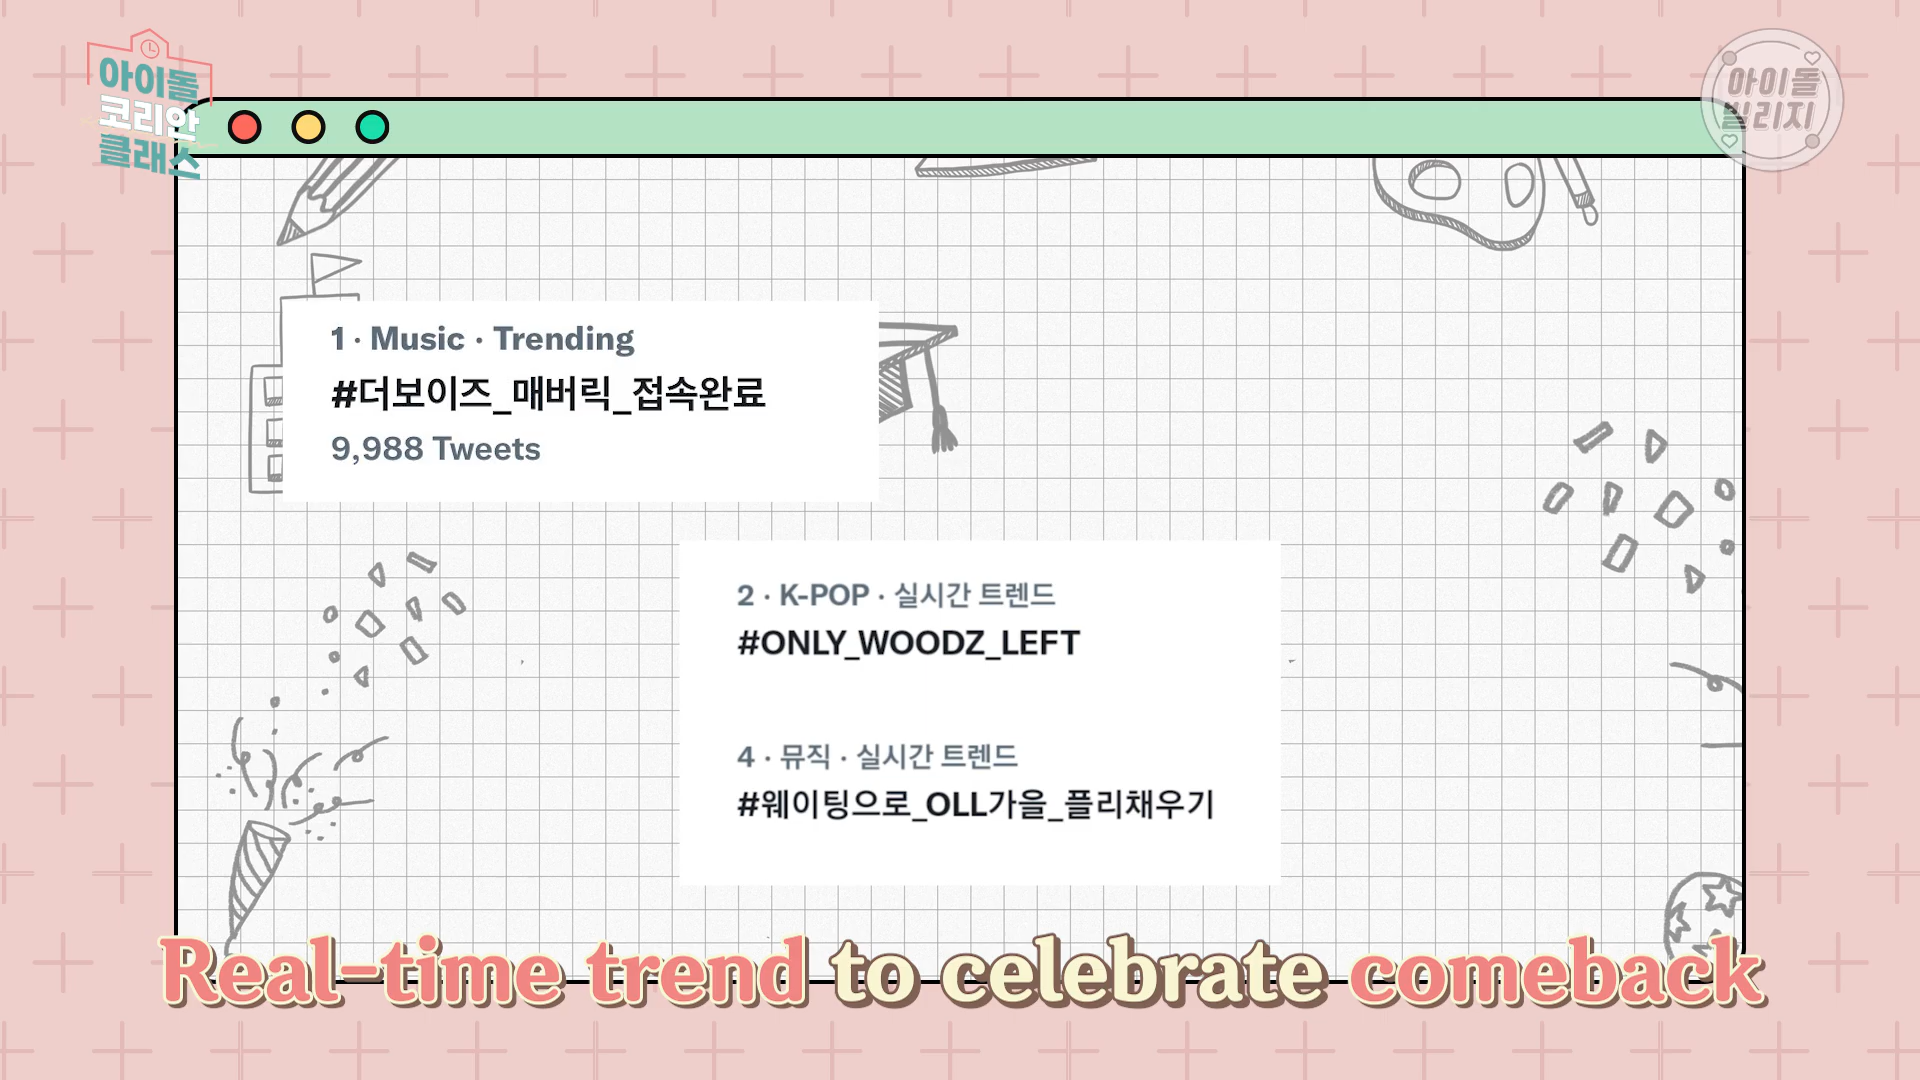 아이돌
코리안
클래스
아이돌
빌리지
1 · Music · Trending
#더보이즈_매버릭_접속완료
9,988 Tweets
2 · K-POP · 실시간 트렌드
#ONLY_WOODZ_LEFT
4 · 뮤직 · 실시간 트렌드
#웨이팅으로_OLL가을_플리채우기
Real-time trend to celebrate comeback